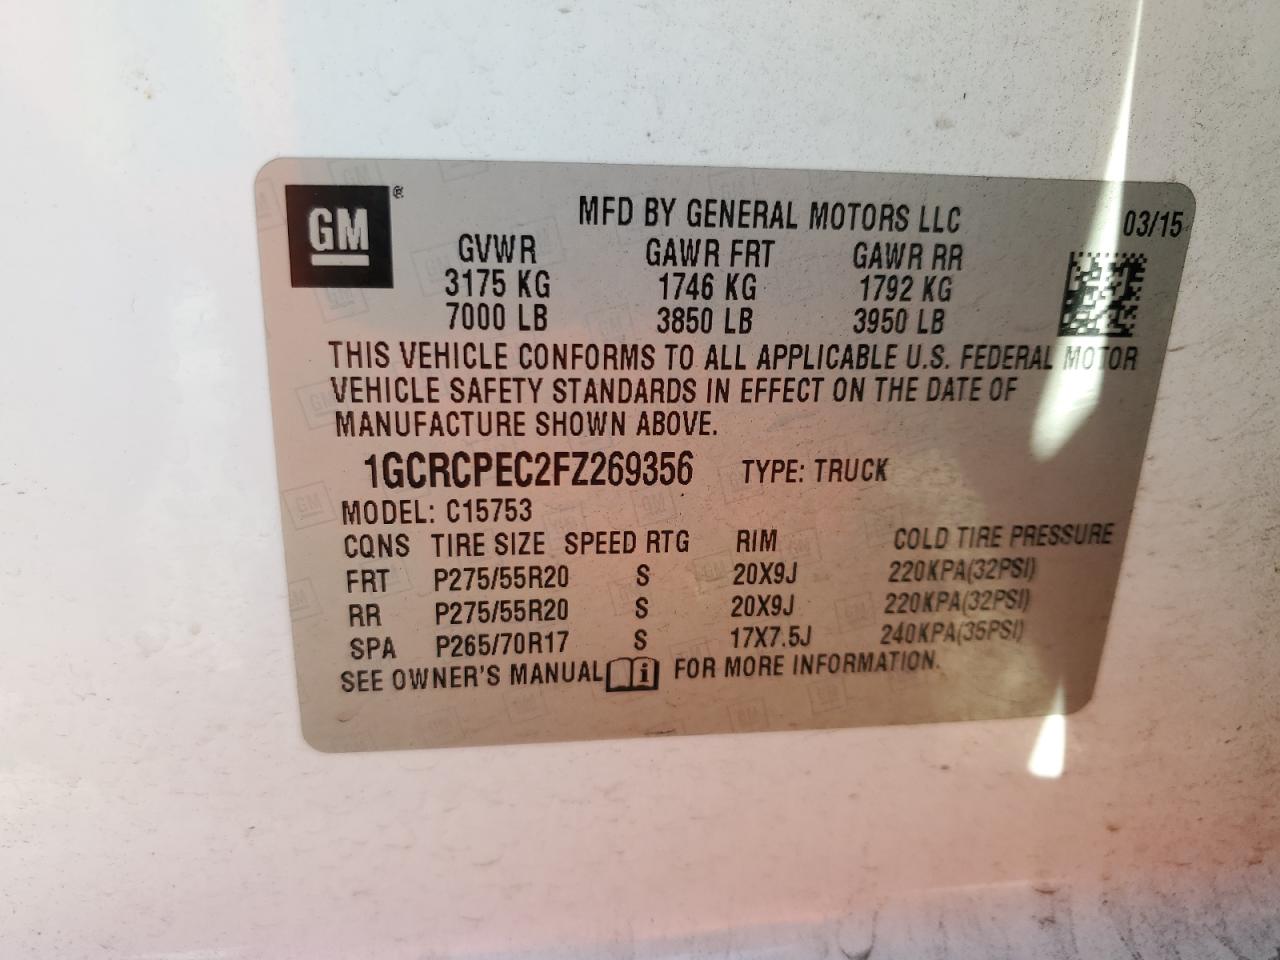 GM ®
MFD BY GENERAL MOTORS LLC 03/15
GVWR GAWR FRT GAWR RR
3175 KG 1746 KG 1792 KG
7000 LB 3850 LB 3950 LB
THIS VEHICLE CONFORMS TO ALL APPLICABLE U.S. FEDERAL MOTOR
VEHICLE SAFETY STANDARDS IN EFFECT ON THE DATE OF
MANUFACTURE SHOWN ABOVE.
1GCRCPEC2FZ269356 TYPE: TRUCK
MODEL: C15753
CQNS TIRE SIZE SPEED RTG RIM COLD TIRE PRESSURE
FRT P275/55R20 S 20X9J 220KPA(32PSI)
RR P275/55R20 S 20X9J 220KPA(32PSI)
SPA P265/70R17 S 17X7.5J 240KPA(35PSI)
SEE OWNER'S MANUAL FOR MORE INFORMATION.